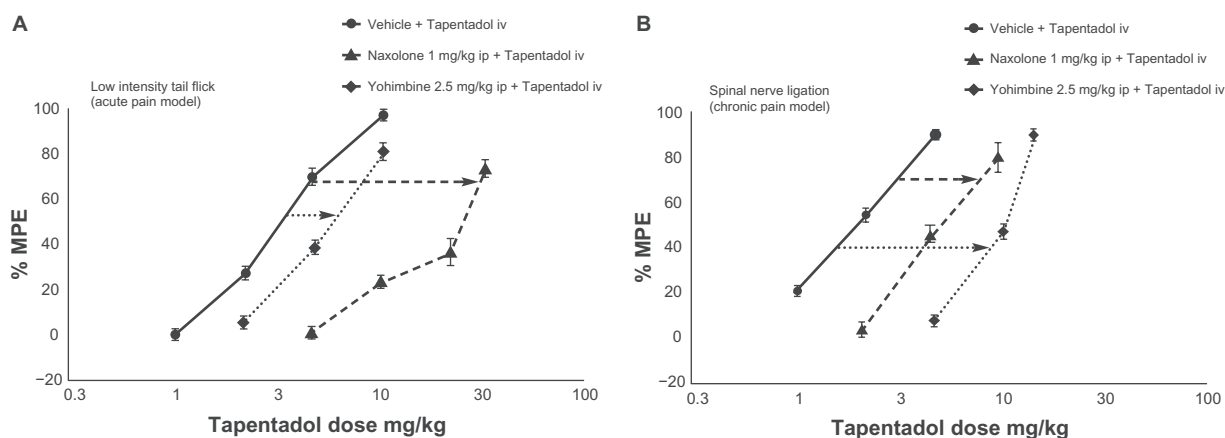 A
Vehicle + Tapentadol iv
Naxolone 1 mg/kg ip + Tapentadol iv
Yohimbine 2.5 mg/kg ip + Tapentadol iv
Low intensity tail flick
(acute pain model)
% MPE
100
80
60
40
20
0
−20
0.3
1
3
10
30
100
Tapentadol dose mg/kg
B
Vehicle + Tapentadol iv
Naxolone 1 mg/kg ip + Tapentadol iv
Yohimbine 2.5 mg/kg ip + Tapentadol iv
Spinal nerve ligation
(chronic pain model)
% MPE
100
80
60
40
20
0
−20
0.3
1
3
10
30
100
Tapentadol dose mg/kg